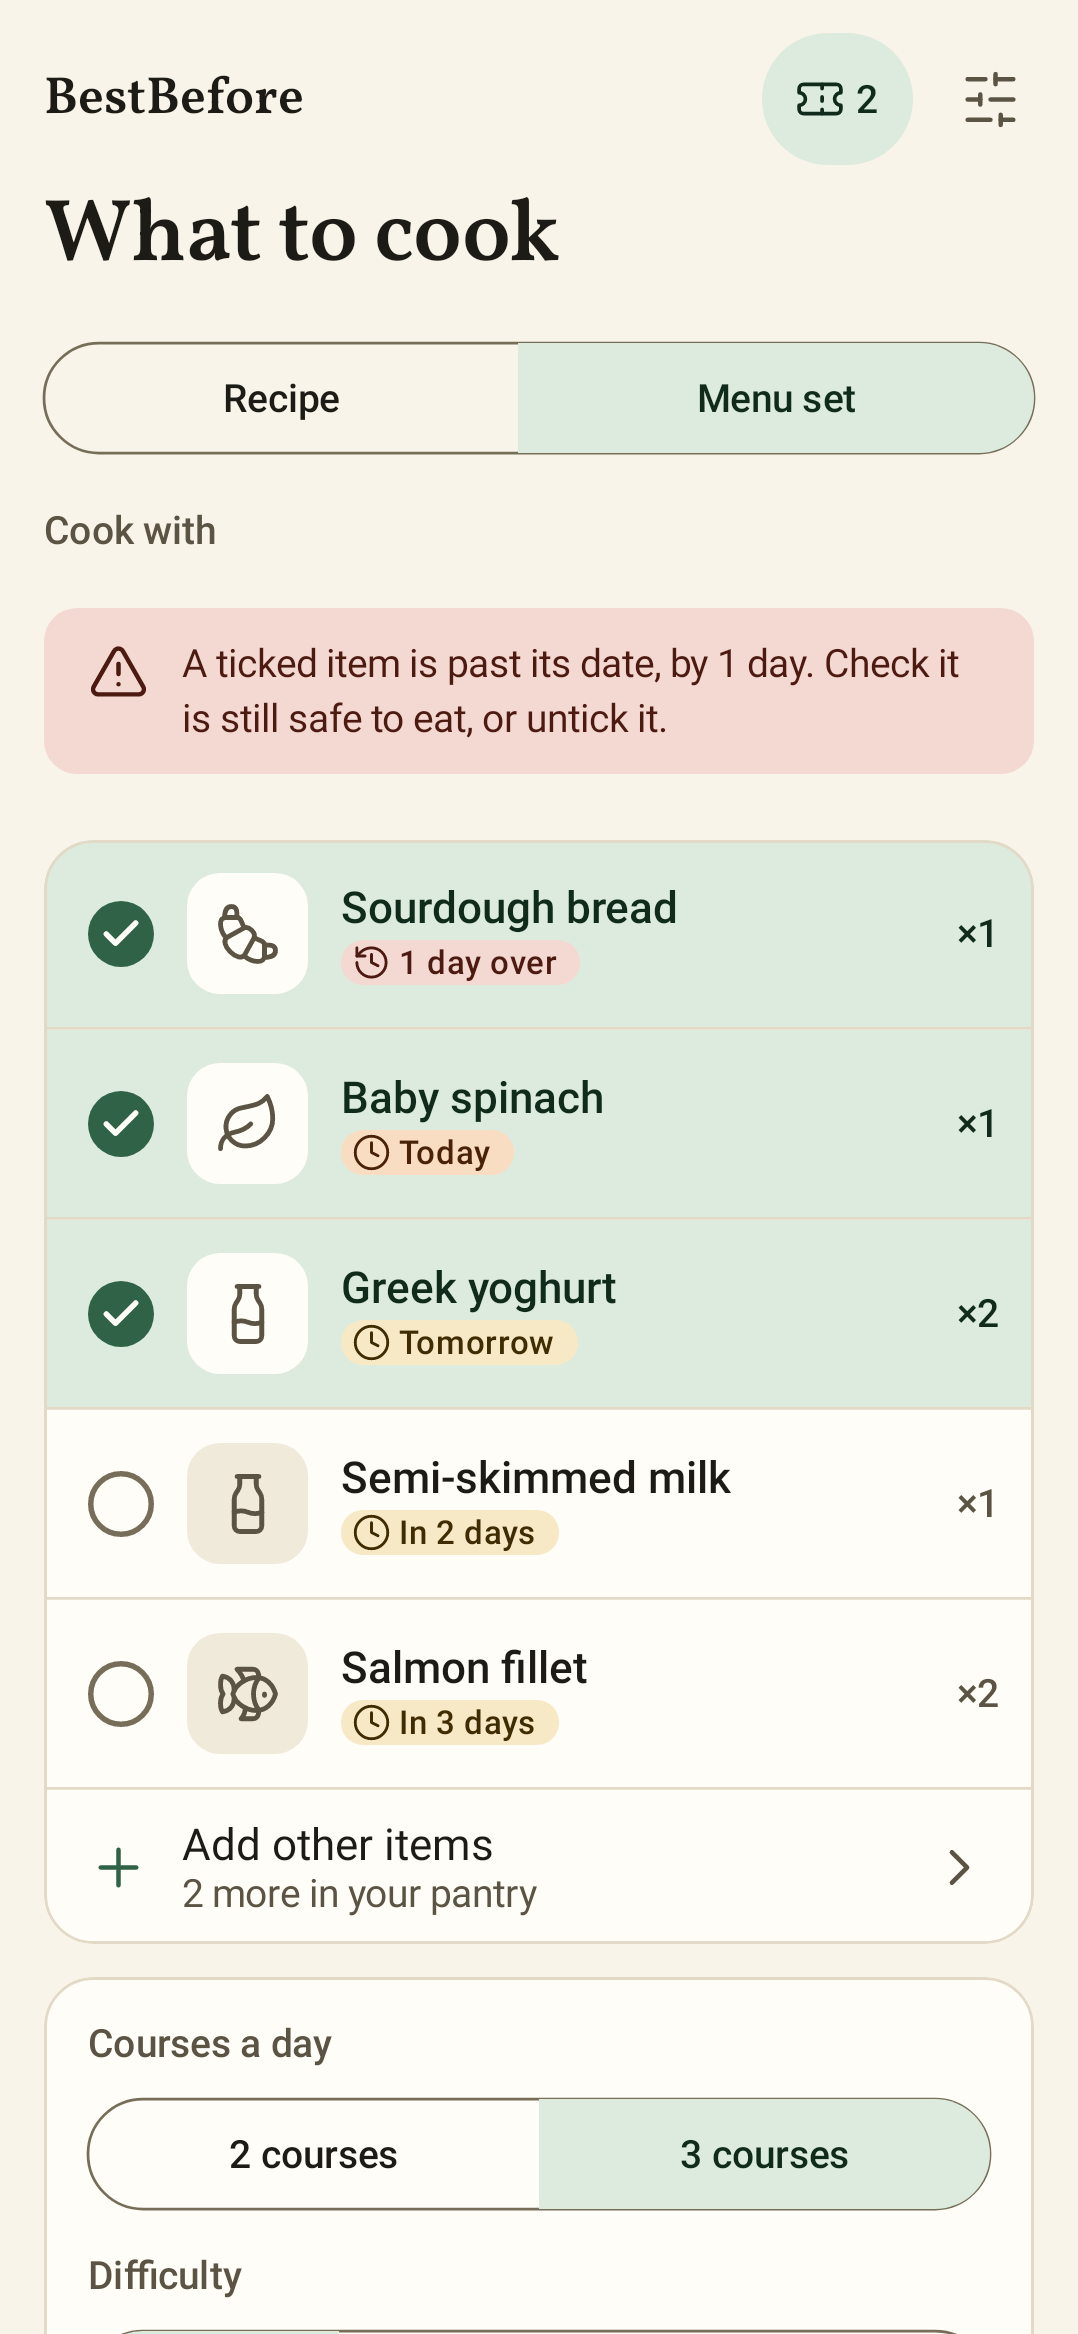 BestBefore
2
What to cook
Recipe
Menu set
Cook with
A ticked item is past its date, by 1 day. Check it
is still safe to eat, or untick it.
Sourdough bread
1 day over
×1
Baby spinach
Today
×1
Greek yoghurt
Tomorrow
×2
Semi-skimmed milk
In 2 days
×1
Salmon fillet
In 3 days
×2
Add other items
2 more in your pantry
Courses a day
2 courses
3 courses
Difficulty